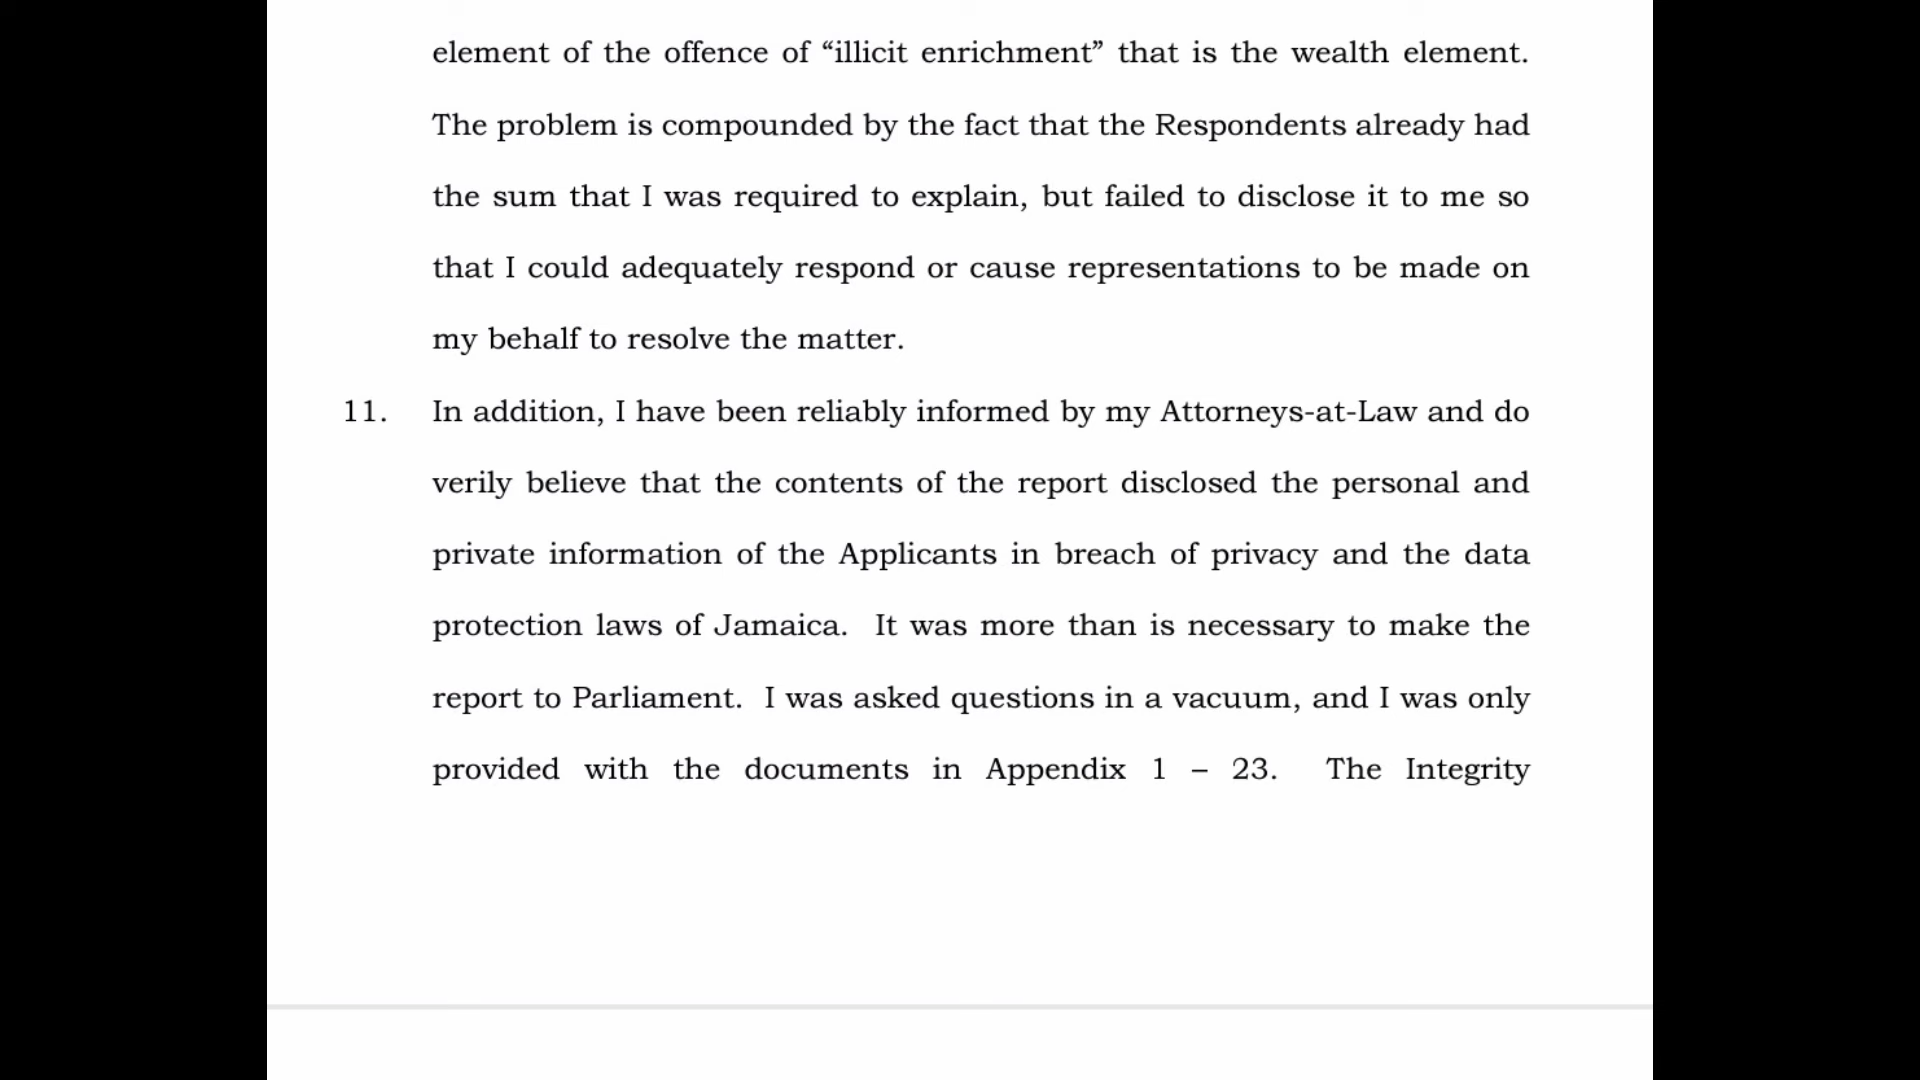 element of the offence of “illicit enrichment” that is the wealth element.
The problem is compounded by the fact that the Respondents already had
the sum that I was required to explain, but failed to disclose it to me so
that I could adequately respond or cause representations to be made on
my behalf to resolve the matter.
11. In addition, I have been reliably informed by my Attorneys-at-Law and do
verily believe that the contents of the report disclosed the personal and
private information of the Applicants in breach of privacy and the data
protection laws of Jamaica. It was more than is necessary to make the
report to Parliament. I was asked questions in a vacuum, and I was only
provided with the documents in Appendix 1 – 23. The Integrity